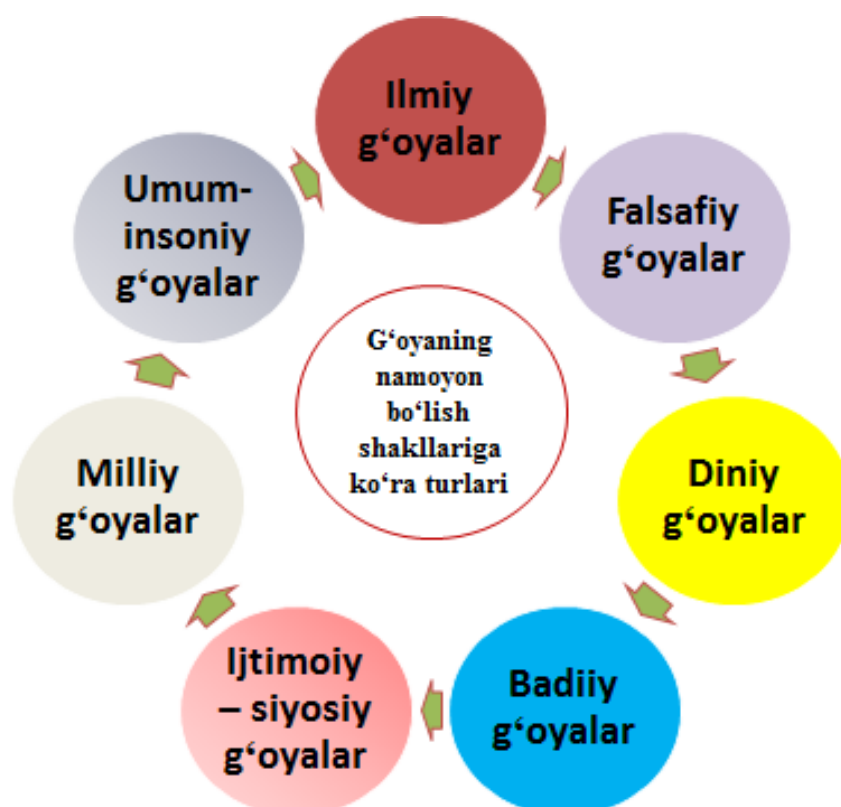 Ilmiy
g‘oyalar
Falsafiy
g‘oyalar
Diniy
g‘oyalar
Badiiy
g‘oyalar
Ijtimoiy
– siyosiy
g‘oyalar
Milliy
g‘oyalar
Umum-
insoniy
g‘oyalar
G‘oyaning
namoyon
bo‘lish
shakllariga
ko‘ra turlari